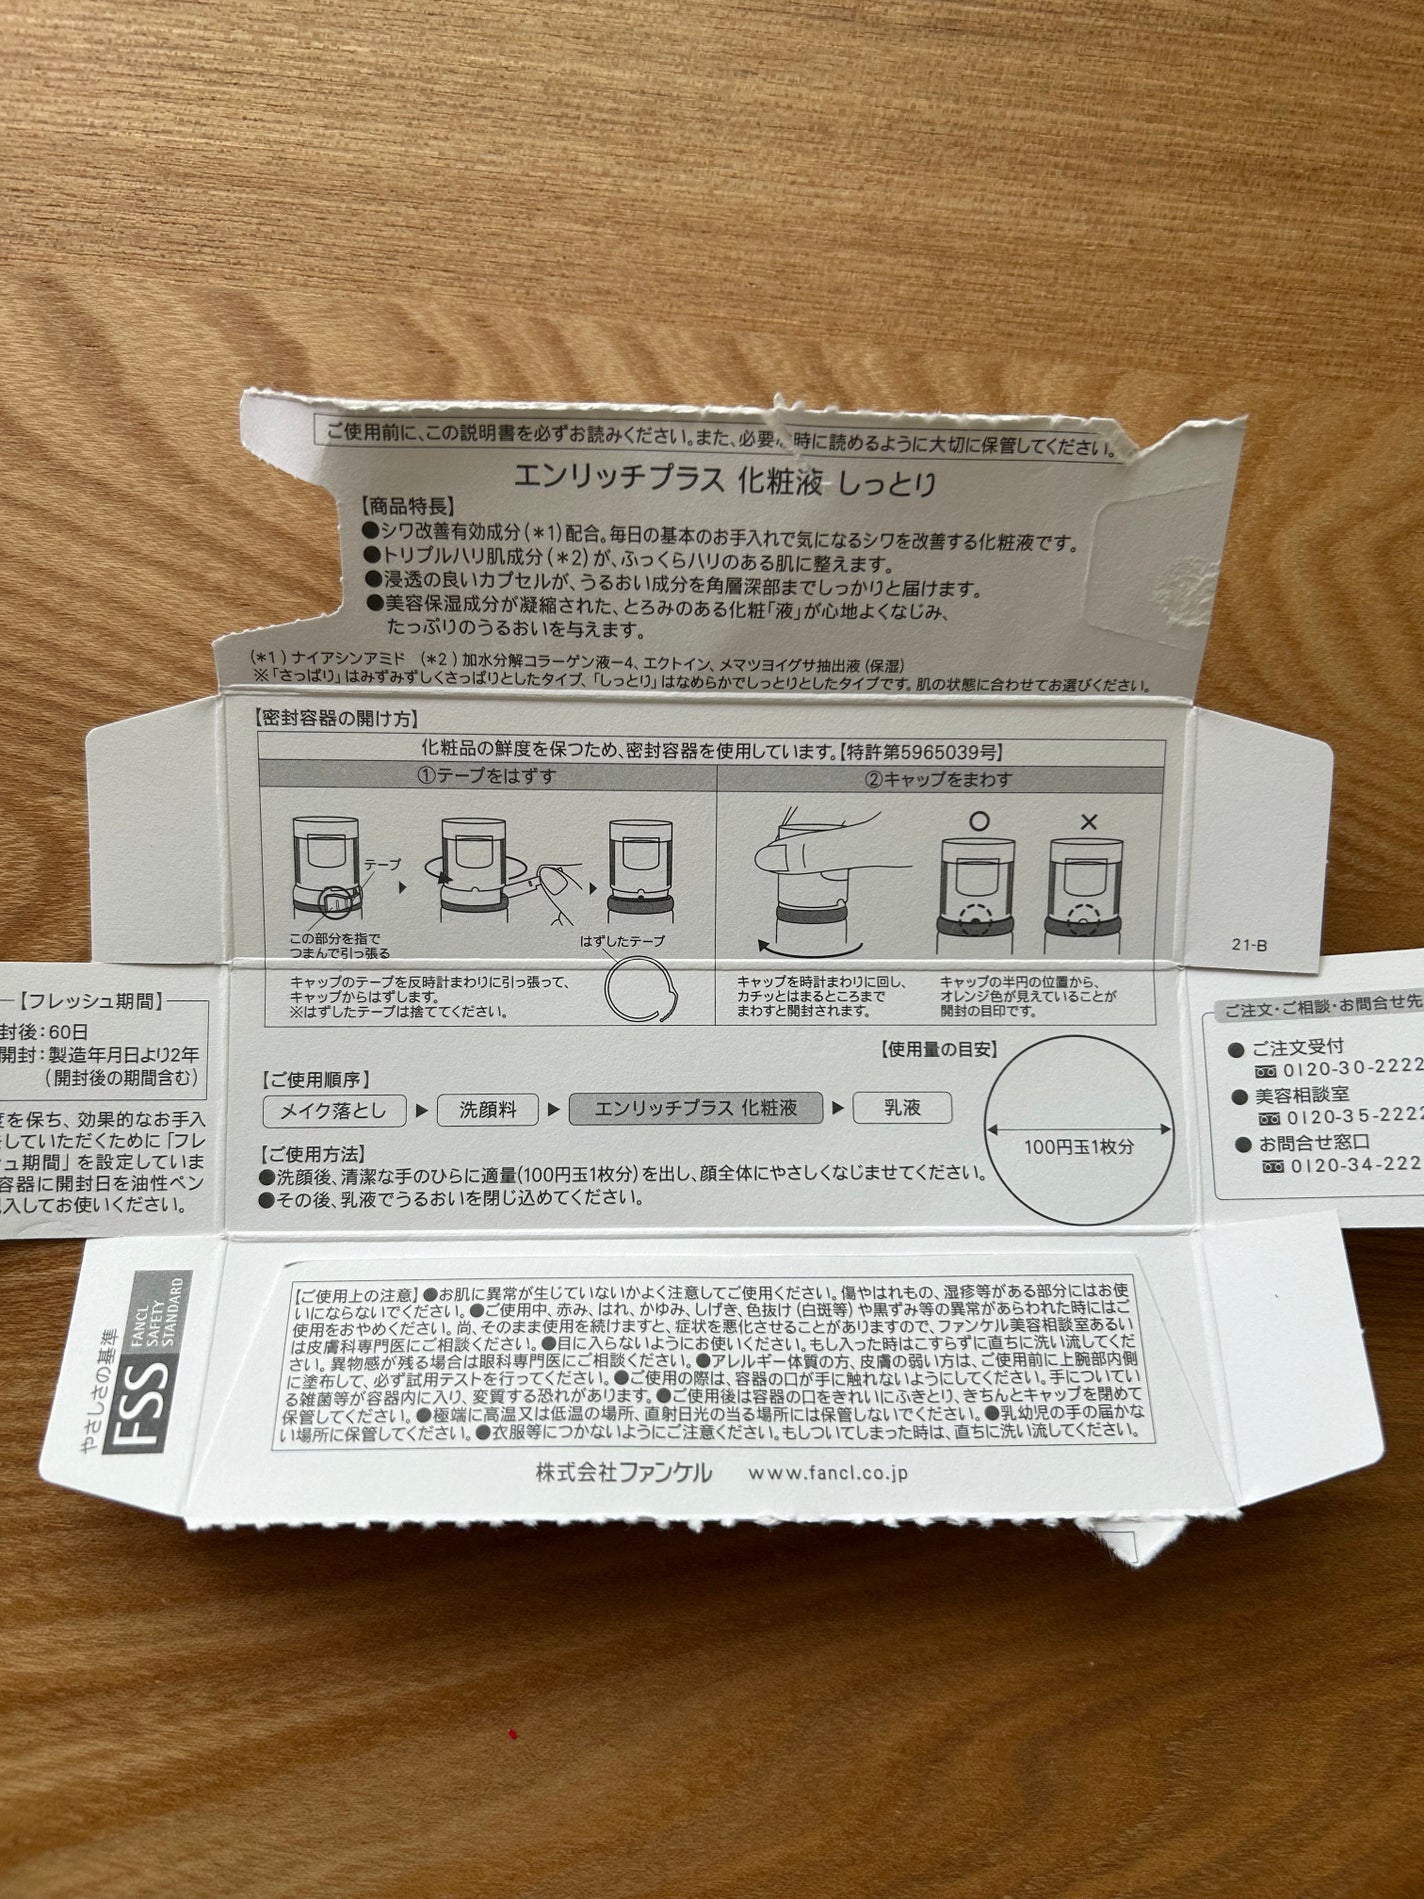 ご使用前に、この説明書を必ずお読みください。また、必要な時に読めるように大切に保管してください。
エンリッチプラス 化粧液 しっとり
【商品特長】
●シワ改善有効成分(*1)配合。毎日の基本のお手入れで気になるシワを改善する化粧液です。
●トリプルハリ肌成分(*2)が、ふっくらハリのある肌に整えます。
●浸透の良いカプセルが、うるおい成分を角層深部までしっかりと届けます。
●美容保湿成分が凝縮された、とろみのある化粧「液」が心地よくなじみ、
たっぷりのうるおいを与えます。
(*1)ナイアシンアミド (*2)加水分解コラーゲン液-4、エクトイン、メマツヨイグサ抽出液(保湿)
※「さっぱり」はみずみずしくさっぱりとしたタイプ、「しっとり」はなめらかでしっとりとしたタイプです。肌の状態に合わせてお選びください。
【密封容器の開け方】
化粧品の鮮度を保つため、密封容器を使用しています。【特許第5965039号】
①テープをはずす
テープ
この部分を指で
つまんで引っ張る
はずしたテープ
キャップのテープを反時計まわりに引っ張って、
キャップからはずします。
※はずしたテープは捨ててください。
②キャップをまわす
○ ×
キャップを時計まわりに回し、
カチッとはまるところまで
まわすと開封されます。
キャップの半円の位置から、
オレンジ色が見えていることが
開封の目印です。
21-B
【フレッシュ期間】
封後:60日
開封:製造年月日より2年
(開封後の期間含む)
度を保ち、効果的なお手入
をしていただくために「フレ
ュ期間」を設定していま
容器に開封日を油性ペン
入してお使いください。
【ご使用順序】
メイク落とし ▶ 洗顔料 ▶ エンリッチプラス 化粧液 ▶ 乳液
【使用量の目安】
100円玉1枚分
【ご使用方法】
●洗顔後、清潔な手のひらに適量(100円玉1枚分)を出し、顔全体にやさしくなじませてください。
●その後、乳液でうるおいを閉じ込めてください。
ご注文・ご相談・お問合せ先
●ご注文受付
0120-30-2222
●美容相談室
0120-35-2222
●お問合せ窓口
0120-34-222
やさしさの基準
FSS
FANCL
SAFETY
STANDARD
【ご使用上の注意】●お肌に異常が生じていないかよく注意してご使用ください。傷やはれもの、湿疹等がある部分にはお使
いにならないでください。●ご使用中、赤み、はれ、かゆみ、しげき、色抜け(白斑等)や黒ずみ等の異常があらわれた時にはご
使用をおやめください。尚、そのまま使用を続けますと、症状を悪化させることがありますので、ファンケル美容相談室あるい
は皮膚科専門医にご相談ください。●目に入らないようにお使いください。もし入った時はこすらずに直ちに洗い流してくだ
さい。異物感が残る場合は眼科専門医にご相談ください。●アレルギー体質の方、皮膚の弱い方は、ご使用前に上腕部内側
に塗布して、必ず試用テストを行ってください。●ご使用の際は、容器の口が手に触れないようにしてください。手についてい
る雑菌等が容器内に入り、変質する恐れがあります。●ご使用後は容器の口をきれいにふきとり、きちんとキャップを閉めて
保管してください。●極端に高温又は低温の場所、直射日光の当る場所には保管しないでください。●乳幼児の手の届かな
い場所に保管してください。●衣服等につかないようにご注意ください。もしついてしまった時は、直ちに洗い流してください。
株式会社ファンケル www.fancl.co.jp